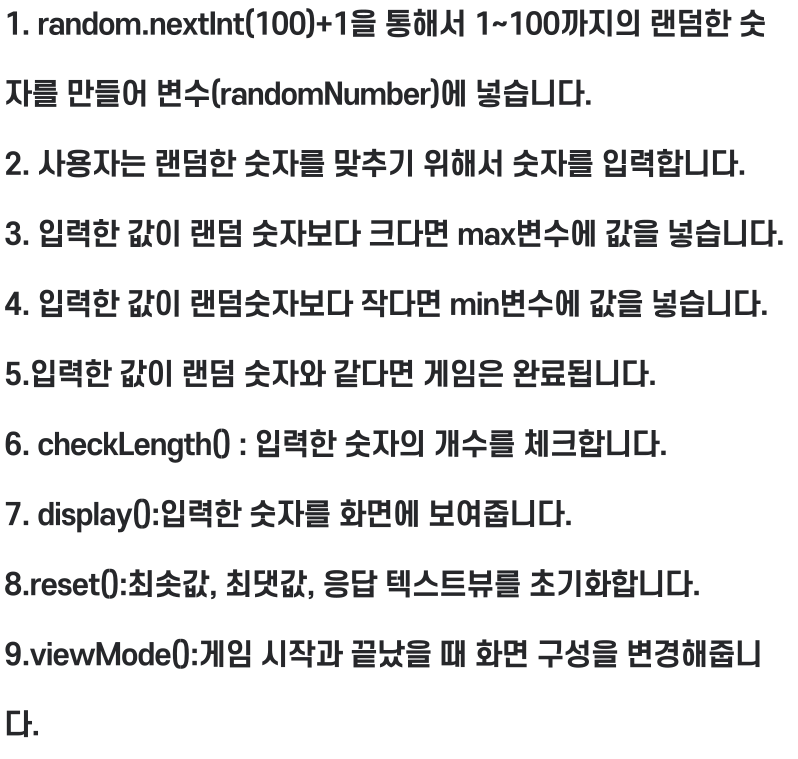 1. random.nextInt(100)+1을 통해서 1~100까지의 랜덤한 숫
자를 만들어 변수(randomNumber)에 넣습니다.
2. 사용자는 랜덤한 숫자를 맞추기 위해서 숫자를 입력합니다.
3. 입력한 값이 랜덤 숫자보다 크다면 max변수에 값을 넣습니다.
4. 입력한 값이 랜덤숫자보다 작다면 min변수에 값을 넣습니다.
5.입력한 값이 랜덤 숫자와 같다면 게임은 완료됩니다.
6. checkLength() : 입력한 숫자의 개수를 체크합니다.
7. display():입력한 숫자를 화면에 보여줍니다.
8.reset():최솟값, 최댓값, 응답 텍스트뷰를 초기화합니다.
9.viewMode():게임 시작과 끝났을 때 화면 구성을 변경해줍니
다.